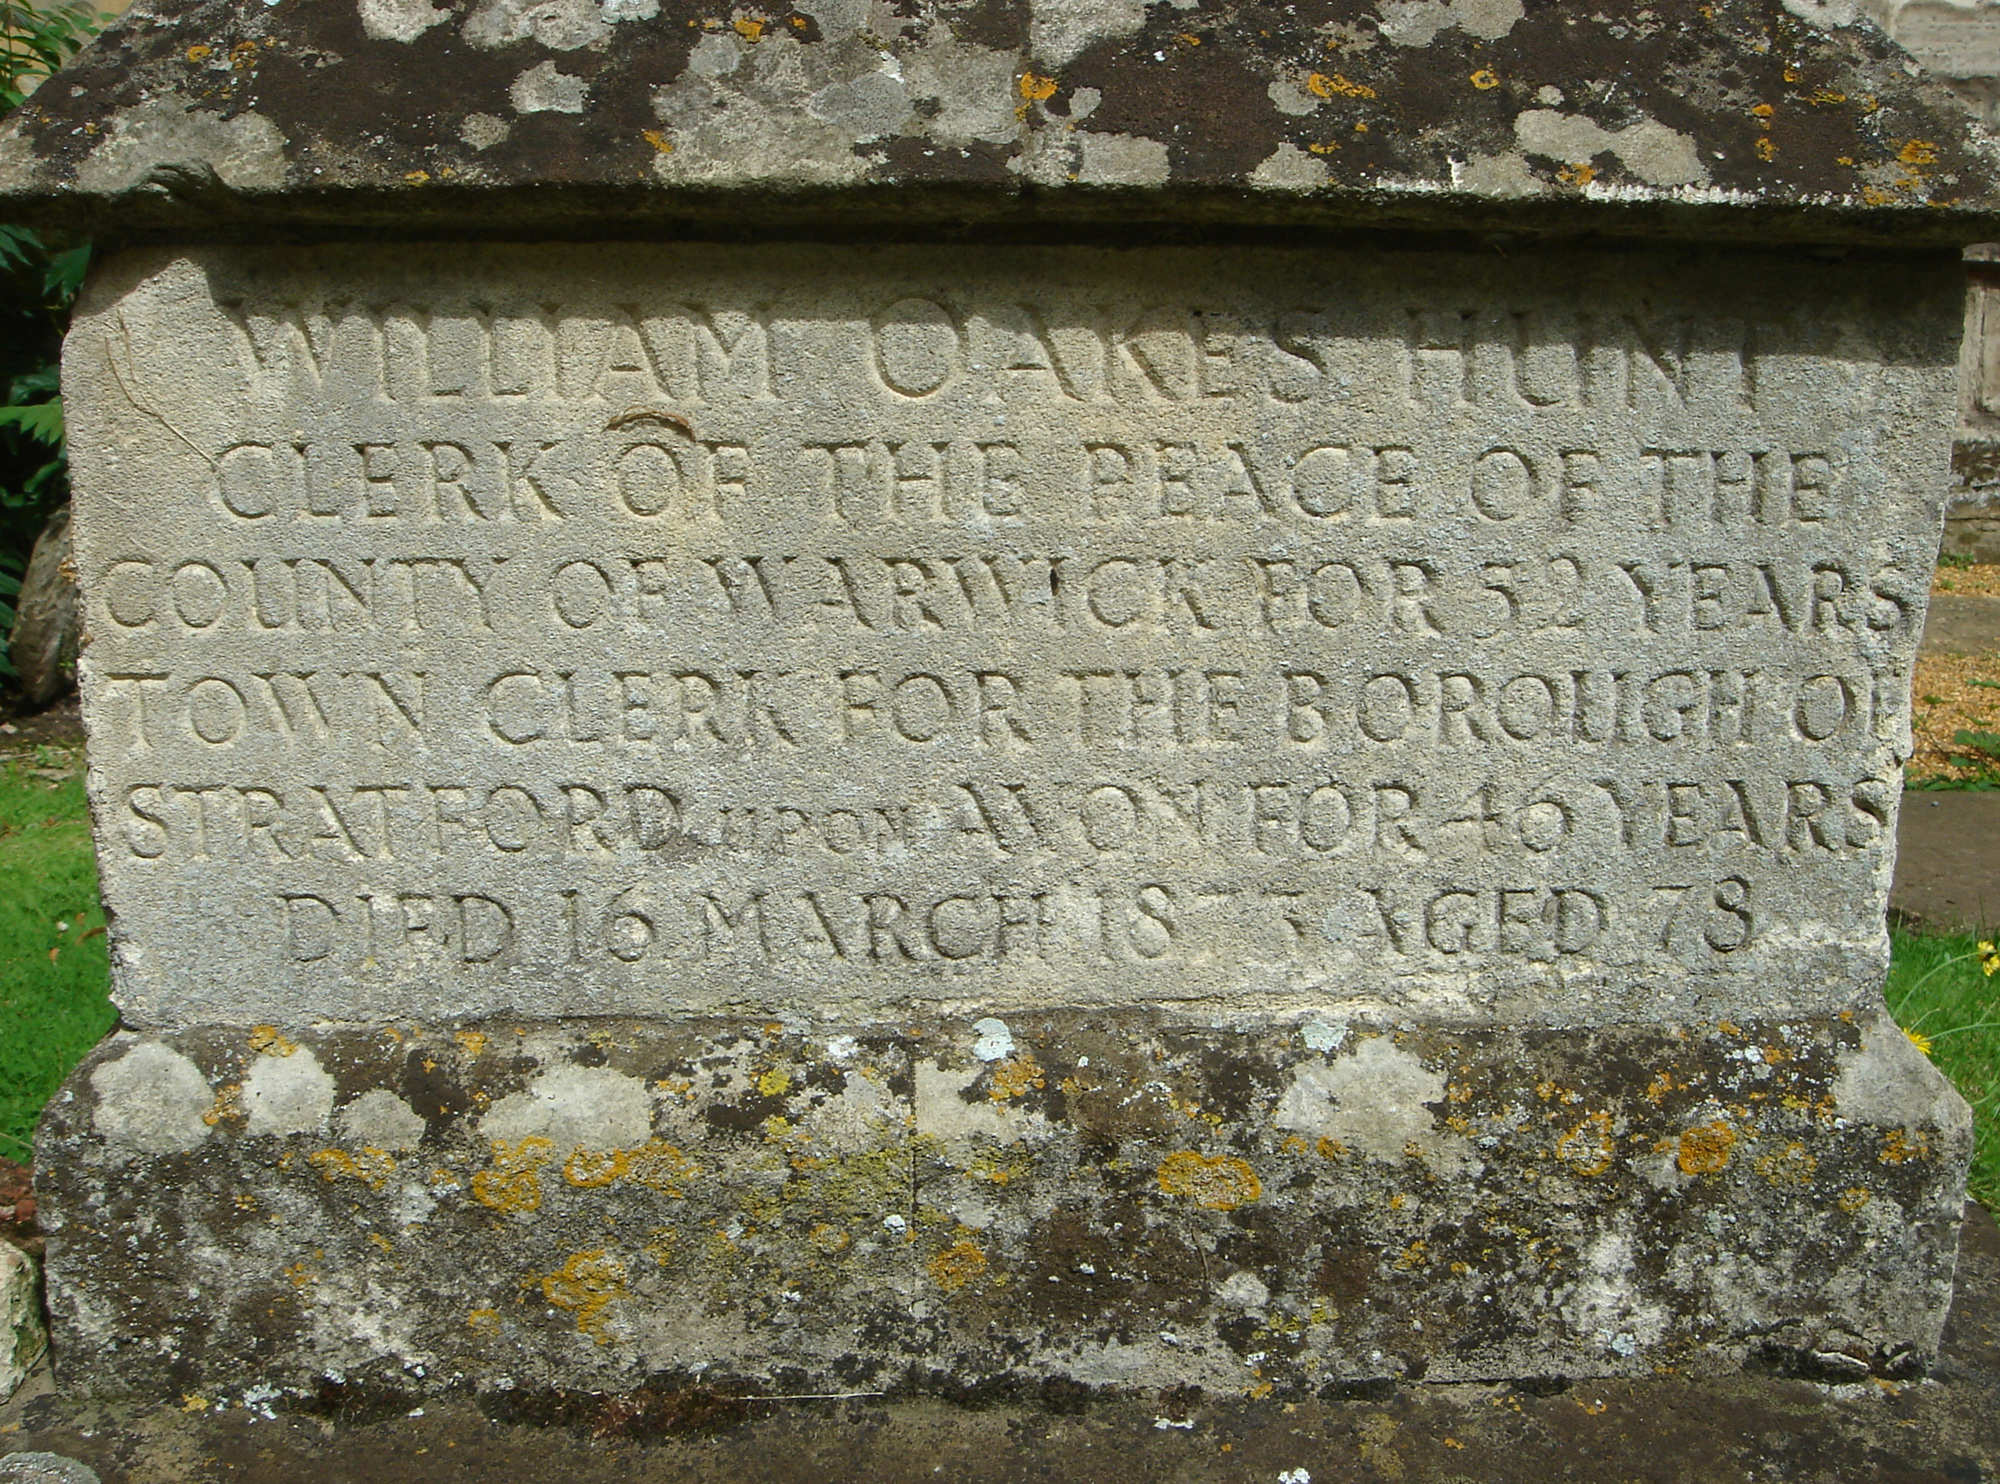 WILLIAM OAKES HUNT
CLERK OF THE PEACE OF THE
COUNTY OF WARWICK FOR 52 YEARS
TOWN CLERK FOR THE BOROUGH OF
STRATFORD UPON AVON FOR 46 YEARS
DIED 16 MARCH 1873 AGED 78